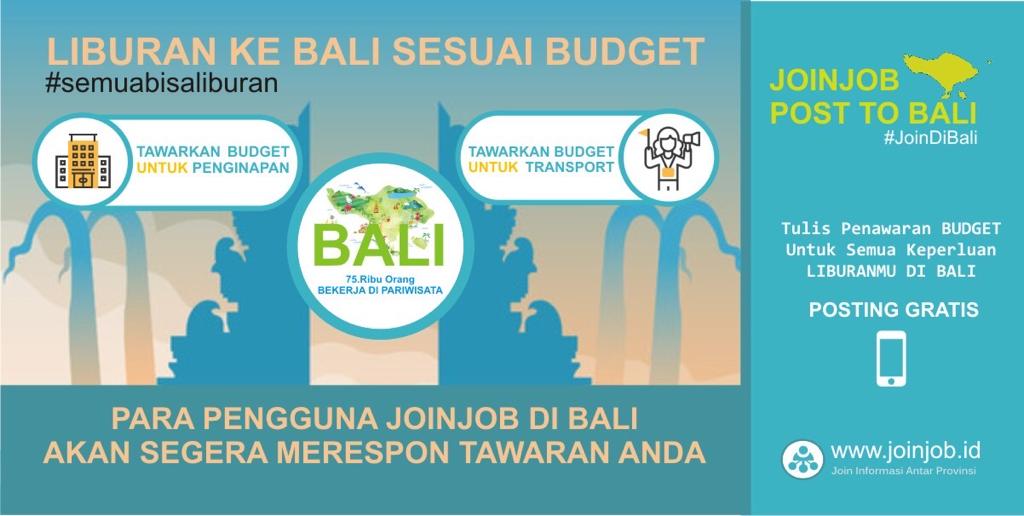 LIBURAN KE BALI SESUAI BUDGET
#semuabisaliburan
TAWARKAN BUDGET
UNTUK PENGINAPAN
TAWARKAN BUDGET
UNTUK TRANSPORT
BALI
75.Ribu Orang
BEKERJA DI PARIWISATA
PARA PENGGUNA JOINJOB DI BALI
AKAN SEGERA MERESPON TAWARAN ANDA
JOINJOB
POST TO BALI
#JoinDiBali
Tulis Penawaran BUDGET
Untuk Semua Keperluan
LIBURANMU DI BALI
POSTING GRATIS
www.joinjob.id
Join Informasi Antar Provinsi